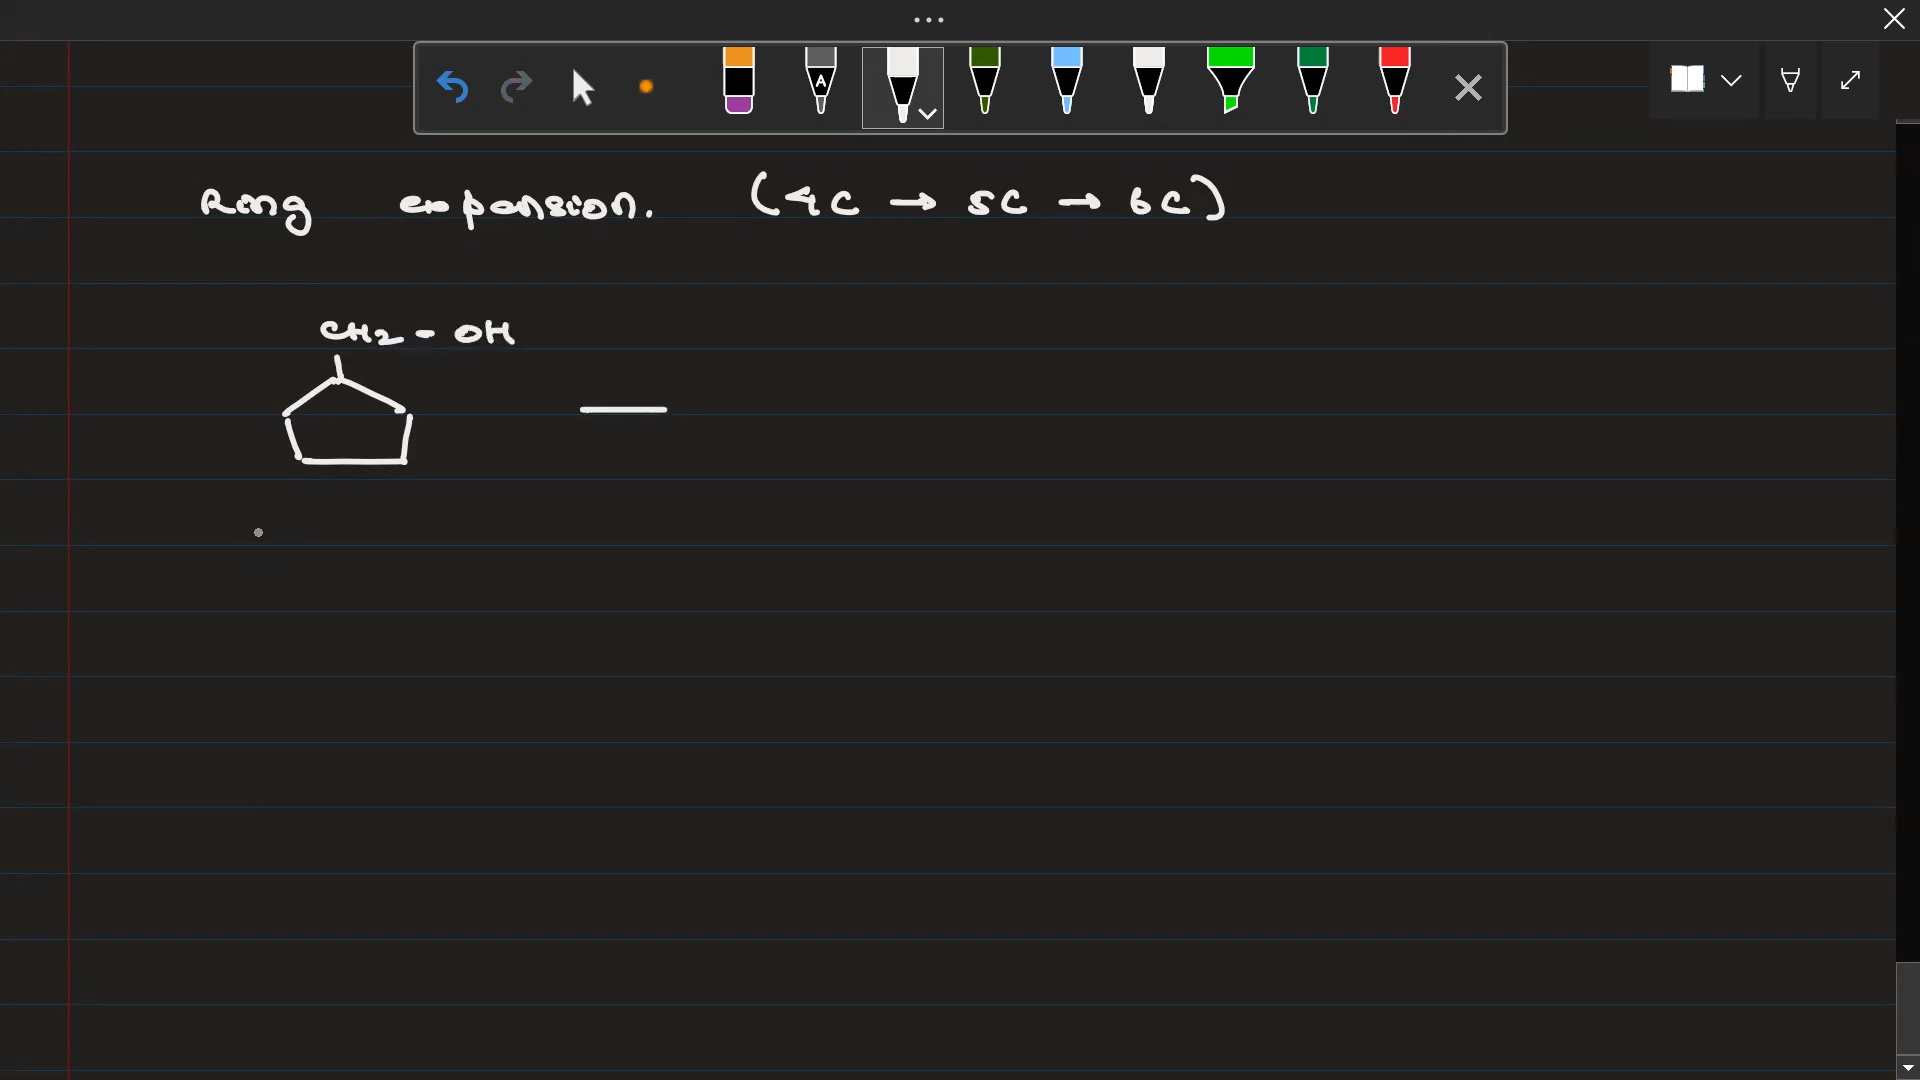 Ring expansion. (4C → 5C → 6C)
CH2 - OH
A